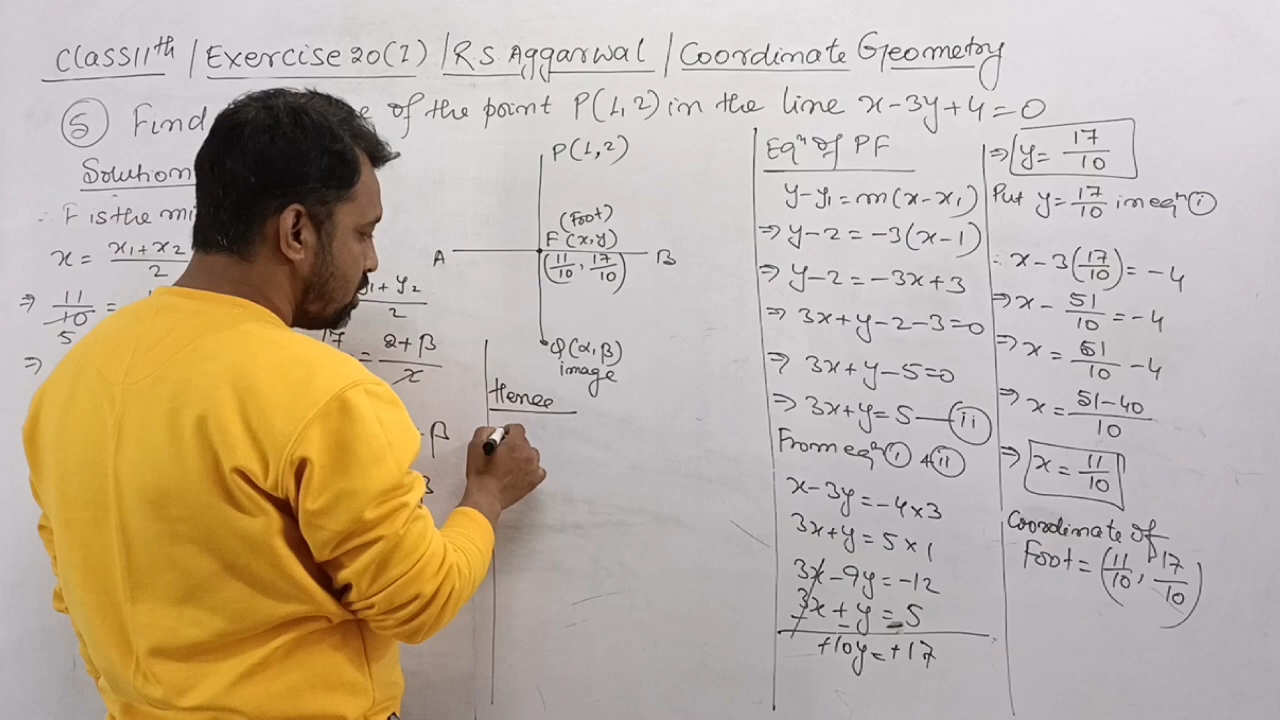 Class 11th / Exercise 20(I) / R.S. Aggarwal / Coordinate Geometry
⑤ Find of the point P(1,2) in the line x-3y+4=0
Solution
∴ F is the mi
x = x₁+x₂/2
⇒ 11/10 =
5
⇒
y₁+y₂/2
17 = 2+β/2
β
P(1,2)
(Foot)
F(x,y)
A B
(11/10, 17/10)
Q(α,β)
image
Hence
Eqⁿ of PF
y-y₁=m(x-x₁)
⇒ y-2=-3(x-1)
⇒ y-2=-3x+3
⇒ 3x+y-2-3=0
⇒ 3x+y-5=0
⇒ 3x+y=5—(ii)
From eqⁿ (i) & (ii)
x-3y=-4×3
3x+y=5×1
3x-9y=-12
3x+y=5
- - -
+10y=+17
⇒ y=17/10
Put y=17/10 in eqⁿ (i)
∴ x-3(17/10)=-4
⇒ x-51/10=-4
⇒ x=51/10-4
⇒ x=51-40/10
⇒ x=11/10
Coordinate of
Foot=(11/10, 17/10)